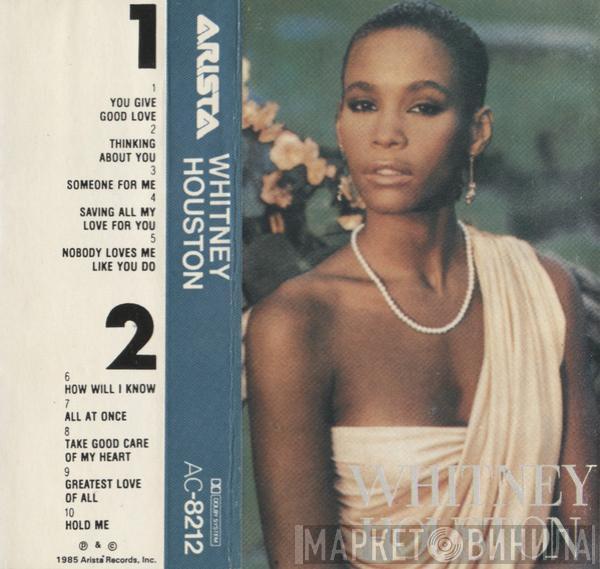 1
1
YOU GIVE
GOOD LOVE
2
THINKING
ABOUT YOU
3
SOMEONE FOR ME
4
SAVING ALL MY
LOVE FOR YOU
5
NOBODY LOVES ME
LIKE YOU DO
2
6
HOW WILL I KNOW
7
ALL AT ONCE
8
TAKE GOOD CARE
OF MY HEART
9
GREATEST LOVE
OF ALL
10
HOLD ME
℗ & ©
1985 Arista Records, Inc.
ARISTA
WHITNEY
HOUSTON
DOLBY SYSTEM
AC-8212
WHITNEY
HOUSTON
МАРКЕТ ВИНИЛА